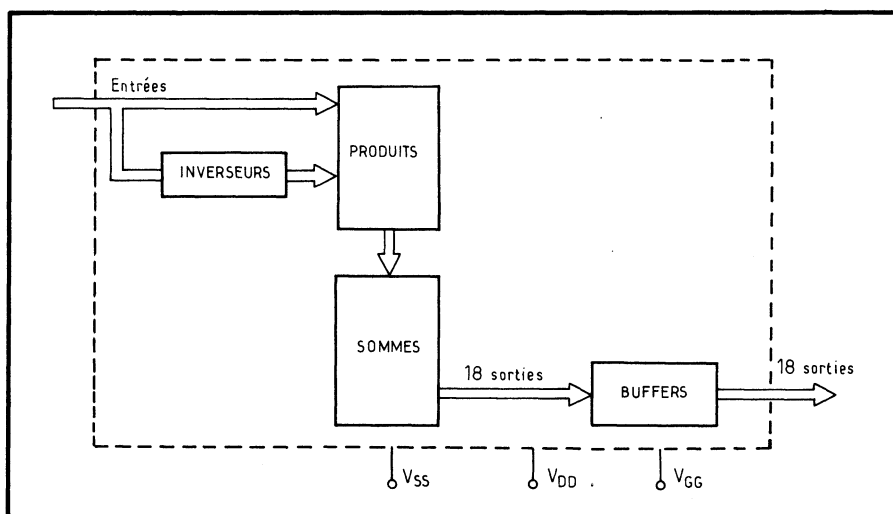 Entrées
PRODUITS
INVERSEURS
SOMMES
18 sorties
BUFFERS
18 sorties
VSS
VDD
VGG